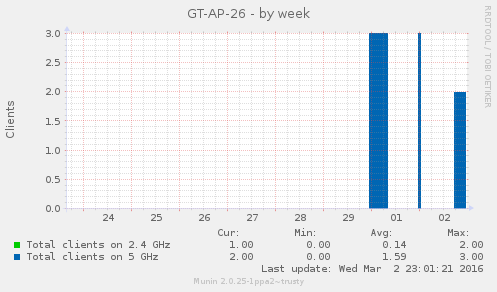 GT-AP-26 - by week
RRDTOOL / TOBI OETIKER
Clients
3.0
2.5
2.0
1.5
1.0
0.5
0.0
24 25 26 27 28 29 01 02
Cur: Min: Avg: Max:
Total clients on 2.4 GHz 1.00 0.00 0.14 2.00
Total clients on 5 GHz 2.00 0.00 1.59 3.00
Last update: Wed Mar 2 23:01:21 2016
Munin 2.0.25-1ppa2~trusty